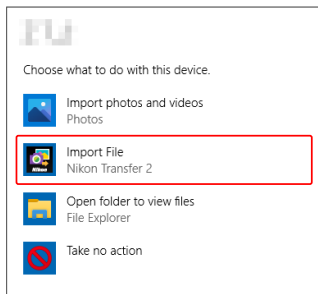 Choose what to do with this device.
Import photos and videos
Photos
Import File
Nikon Transfer 2
Nikon
Open folder to view files
File Explorer
Take no action